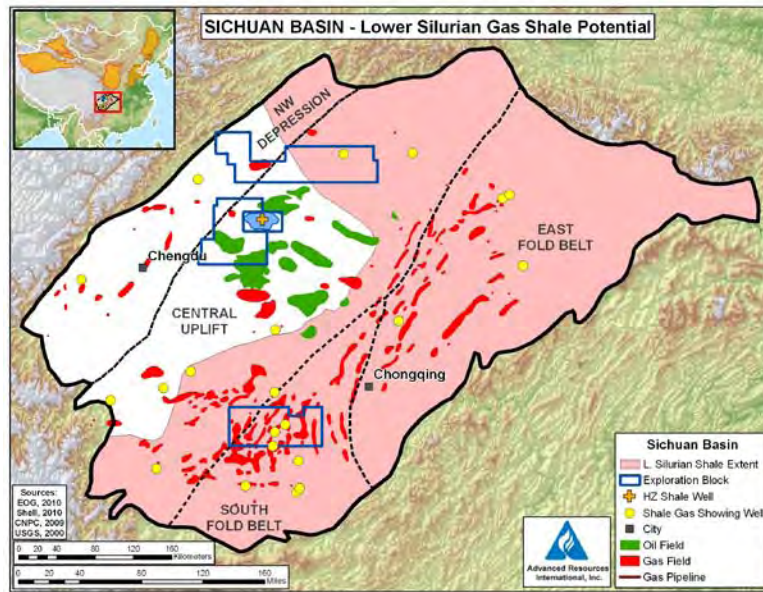 SICHUAN BASIN - Lower Silurian Gas Shale Potential
NW
DEPRESSION
EAST
FOLD BELT
Chengdu
CENTRAL
UPLIFT
Chongqing
SOUTH
FOLD BELT
Sources:
EOG, 2010
Shell, 2010
CNPC, 2009
USGS, 2000
0 20 40 80 120 160
Kilometers
0 20 40 80 120 160
Miles
ADVANCED RESOURCES
INTERNATIONAL, INC.
Sichuan Basin
L. Silurian Shale Extent
Exploration Block
HZ Shale Well
Shale Gas Showing Well
City
Oil Field
Gas Field
Gas Pipeline